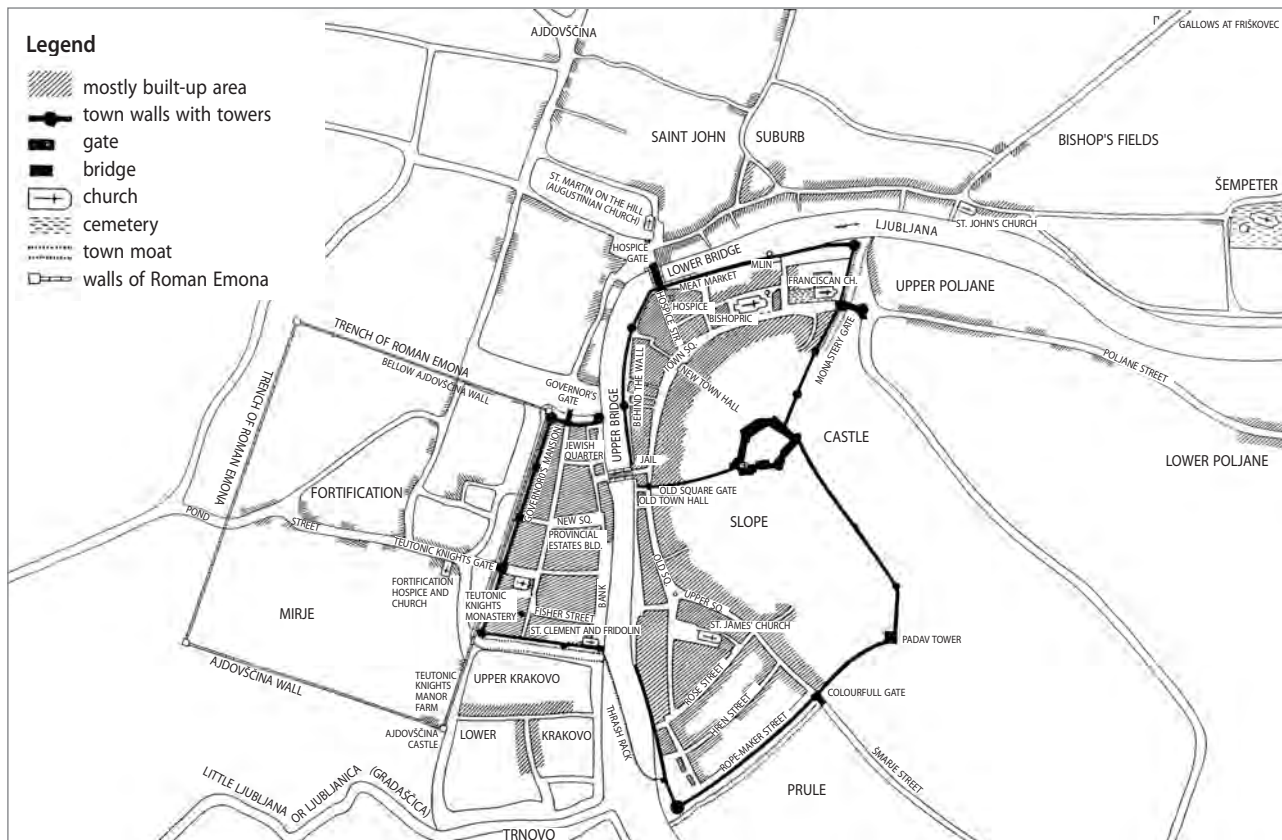 Legend
mostly built-up area
town walls with towers
gate
bridge
church
cemetery
town moat
walls of Roman Emona
AJDOVŠČINA
GALLOWS AT FRIŠKOVEC
SAINT JOHN
SUBURB
BISHOP'S FIELDS
ŠEMPETER
ST. MARTIN ON THE HILL
(AUGUSTINIAN CHURCH)
ST. JOHN'S CHURCH
LJUBLJANA
HOSPICE
GATE
LOWER BRIDGE
MLIN
MEAT MARKET
FRANCISCAN CH.
UPPER POLJANE
HOSPICE
HOSPICE STR.
BISHOPRIC
TOWN SQ.
NEW TOWN HALL
MONASTERY GATE
POLJANE STREET
TRENCH OF ROMAN EMONA
BELLOW AJDOVŠČINA WALL
TRENCH OF ROMAN EMONA
GOVERNOR'S
GATE
UPPER BRIDGE
BEHIND THE WALL
GOVERNORR'S MANSION
JEWISH
QUARTER
JAIL
CASTLE
LOWER POLJANE
OLD SQUARE GATE
OLD TOWN HALL
FORTIFICATION
SLOPE
POND
STREET
NEW SQ.
PROVINCIAL
ESTATES BLD.
TEUTONIC KNIGHTS GATE
OLD SQ.
FORTIFICATION
HOSPICE AND
CHURCH
BANK
TEUTONIC
KNIGHTS
MONASTERY
FISHER STREET
UPPER SQ.
MIRJE
ST. CLEMENT AND FRIDOLIN
ST. JAMES' CHURCH
PADAV TOWER
AJDOVŠČINA WALL
TEUTONIC
KNIGHTS
MANOR
FARM
UPPER KRAKOVO
ROSE STREET
COLOURFULL GATE
THRASH RACK
HREN STREET
ROPE-MAKER STREET
AJDOVŠČINA
CASTLE
LOWER
KRAKOVO
ŠMARJE STREET
LITTLE LJUBLJANA
OR LJUBLJANICA
(GRADAŠČICA)
PRULE
TRNOVO